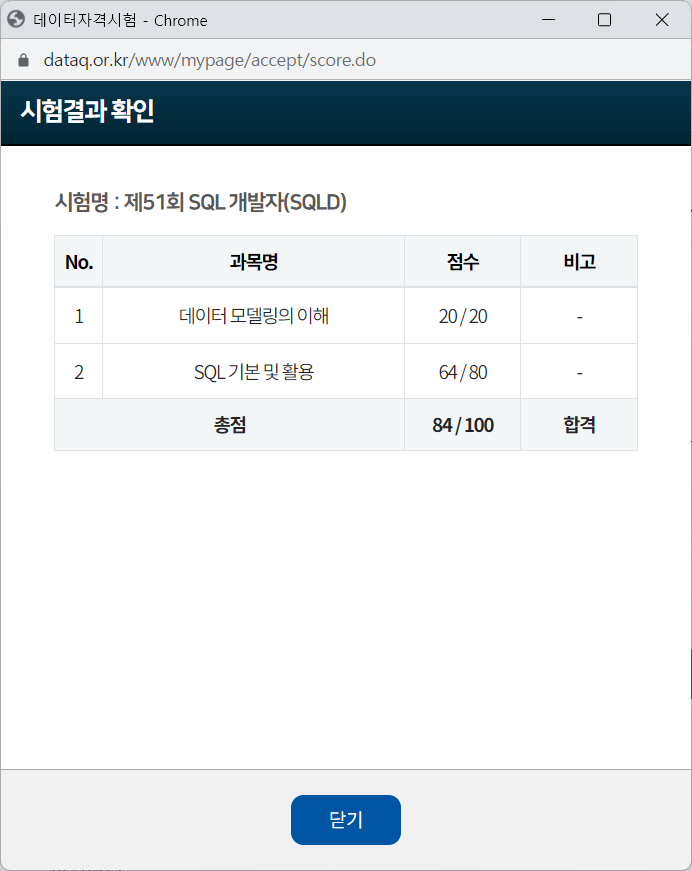 데이터자격시험 - Chrome
dataq.or.kr/www/mypage/accept/score.do
시험결과 확인
시험명 : 제51회 SQL 개발자(SQLD)
No. 과목명 점수 비고
1 데이터 모델링의 이해 20 / 20 -
2 SQL 기본 및 활용 64 / 80 -
총점 84 / 100 합격
닫기